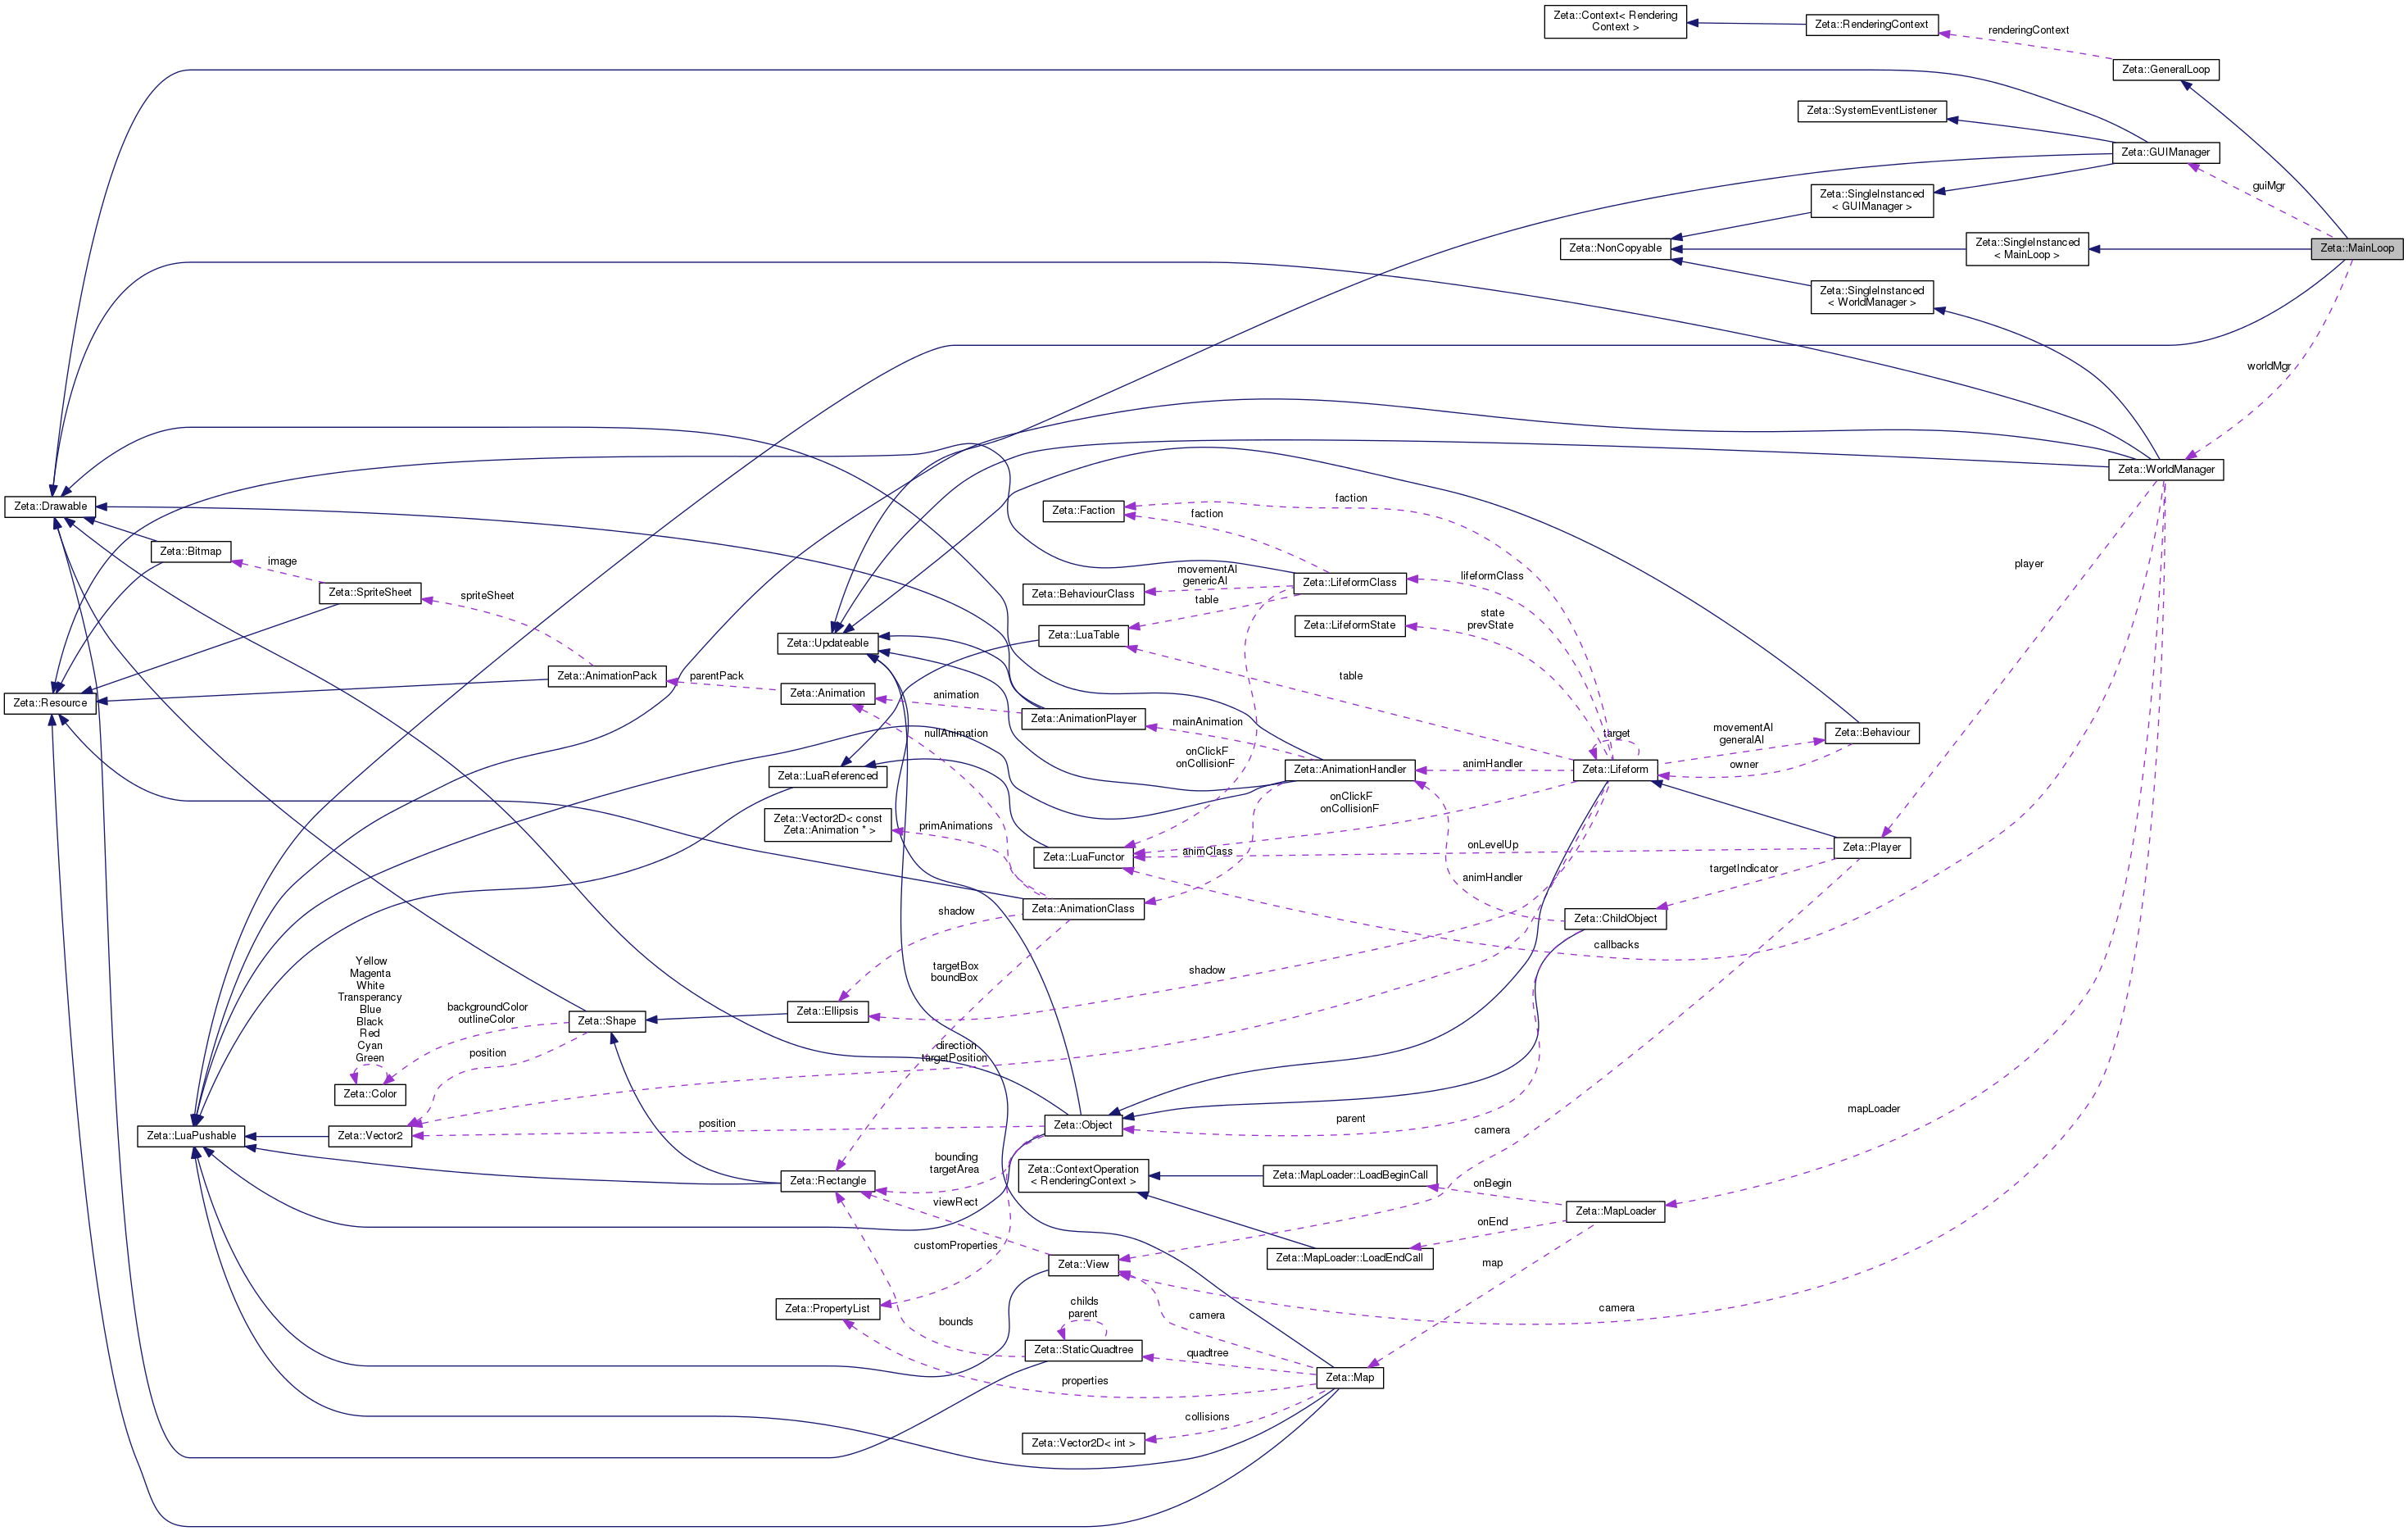 Zeta::Context< Rendering
Context >
Zeta::RenderingContext
renderingContext
Zeta::GeneralLoop
Zeta::SystemEventListener
Zeta::GUIManager
guiMgr
Zeta::SingleInstanced
< GUIManager >
Zeta::NonCopyable
Zeta::SingleInstanced
< MainLoop >
Zeta::MainLoop
Zeta::SingleInstanced
< WorldManager >
worldMgr
Zeta::WorldManager
Zeta::Drawable
Zeta::Bitmap
image
Zeta::SpriteSheet
spriteSheet
Zeta::Faction
faction
faction
player
movementAI
genericAI
Zeta::LifeformClass
lifeformClass
Zeta::BehaviourClass
table
state
prevState
Zeta::LifeformState
Zeta::Updateable
Zeta::LuaTable
Zeta::Resource
Zeta::AnimationPack
parentPack
Zeta::Animation
animation
Zeta::AnimationPlayer
mainAnimation
table
nullAnimation
onClickF
onCollisionF
target
movementAI
generalAI
Zeta::Behaviour
owner
Zeta::LuaReferenced
Zeta::AnimationHandler
animHandler
Zeta::Lifeform
onClickF
onCollisionF
Zeta::Vector2D< const
Zeta::Animation * >
primAnimations
Zeta::LuaFunctor
animClass
onLevelUp
Zeta::Player
targetIndicator
animHandler
Zeta::AnimationClass
shadow
Zeta::ChildObject
callbacks
targetBox
boundBox
shadow
Yellow
Magenta
White
Transperancy
Blue
Black
Red
Cyan
Green
backgroundColor
outlineColor
Zeta::Shape
Zeta::Ellipsis
position
direction
targetPosition
Zeta::Color
Zeta::LuaPushable
Zeta::Vector2
position
Zeta::Object
parent
mapLoader
camera
bounding
targetArea
Zeta::Rectangle
Zeta::ContextOperation
< RenderingContext >
Zeta::MapLoader::LoadBeginCall
onBegin
viewRect
onEnd
Zeta::MapLoader
customProperties
Zeta::View
Zeta::MapLoader::LoadEndCall
map
Zeta::PropertyList
childs
parent
camera
camera
bounds
Zeta::StaticQuadtree
quadtree
properties
Zeta::Map
collisions
Zeta::Vector2D< int >